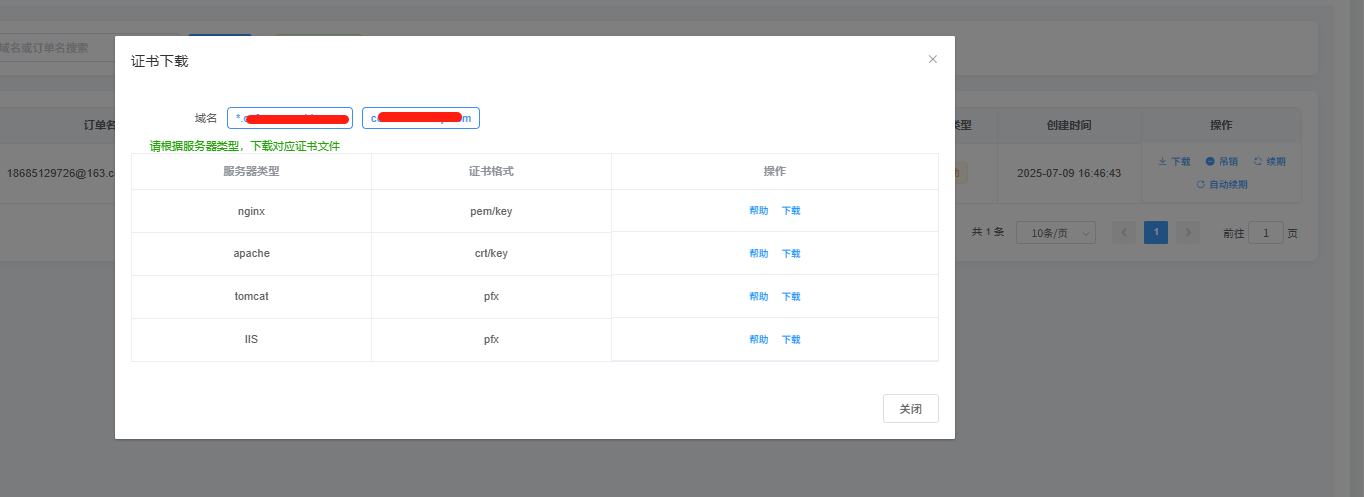 域名或订单名搜索
证书下载
域名
请根据服务器类型，下载对应证书文件
服务器类型 证书格式 操作
nginx pem/key 帮助 下载
apache crt/key 帮助 下载
tomcat pfx 帮助 下载
IIS pfx 帮助 下载
关闭
订单名
18685129726@163.c
类型 创建时间 操作
2025-07-09 16:46:43 下载 吊销 续期
自动续期
共 1 条 10条/页 1 前往 1 页